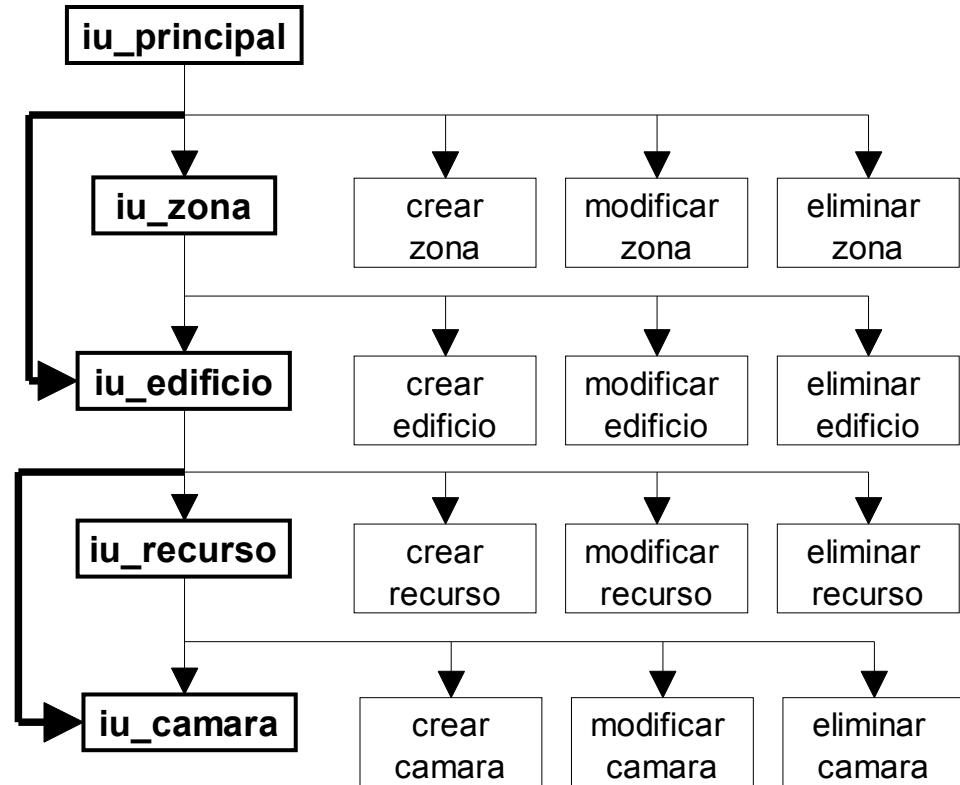 iu_principal
iu_zona
crear
zona
modificar
zona
eliminar
zona
iu_edificio
crear
edificio
modificar
edificio
eliminar
edificio
iu_recurso
crear
recurso
modificar
recurso
eliminar
recurso
iu_camara
crear
camara
modificar
camara
eliminar
camara